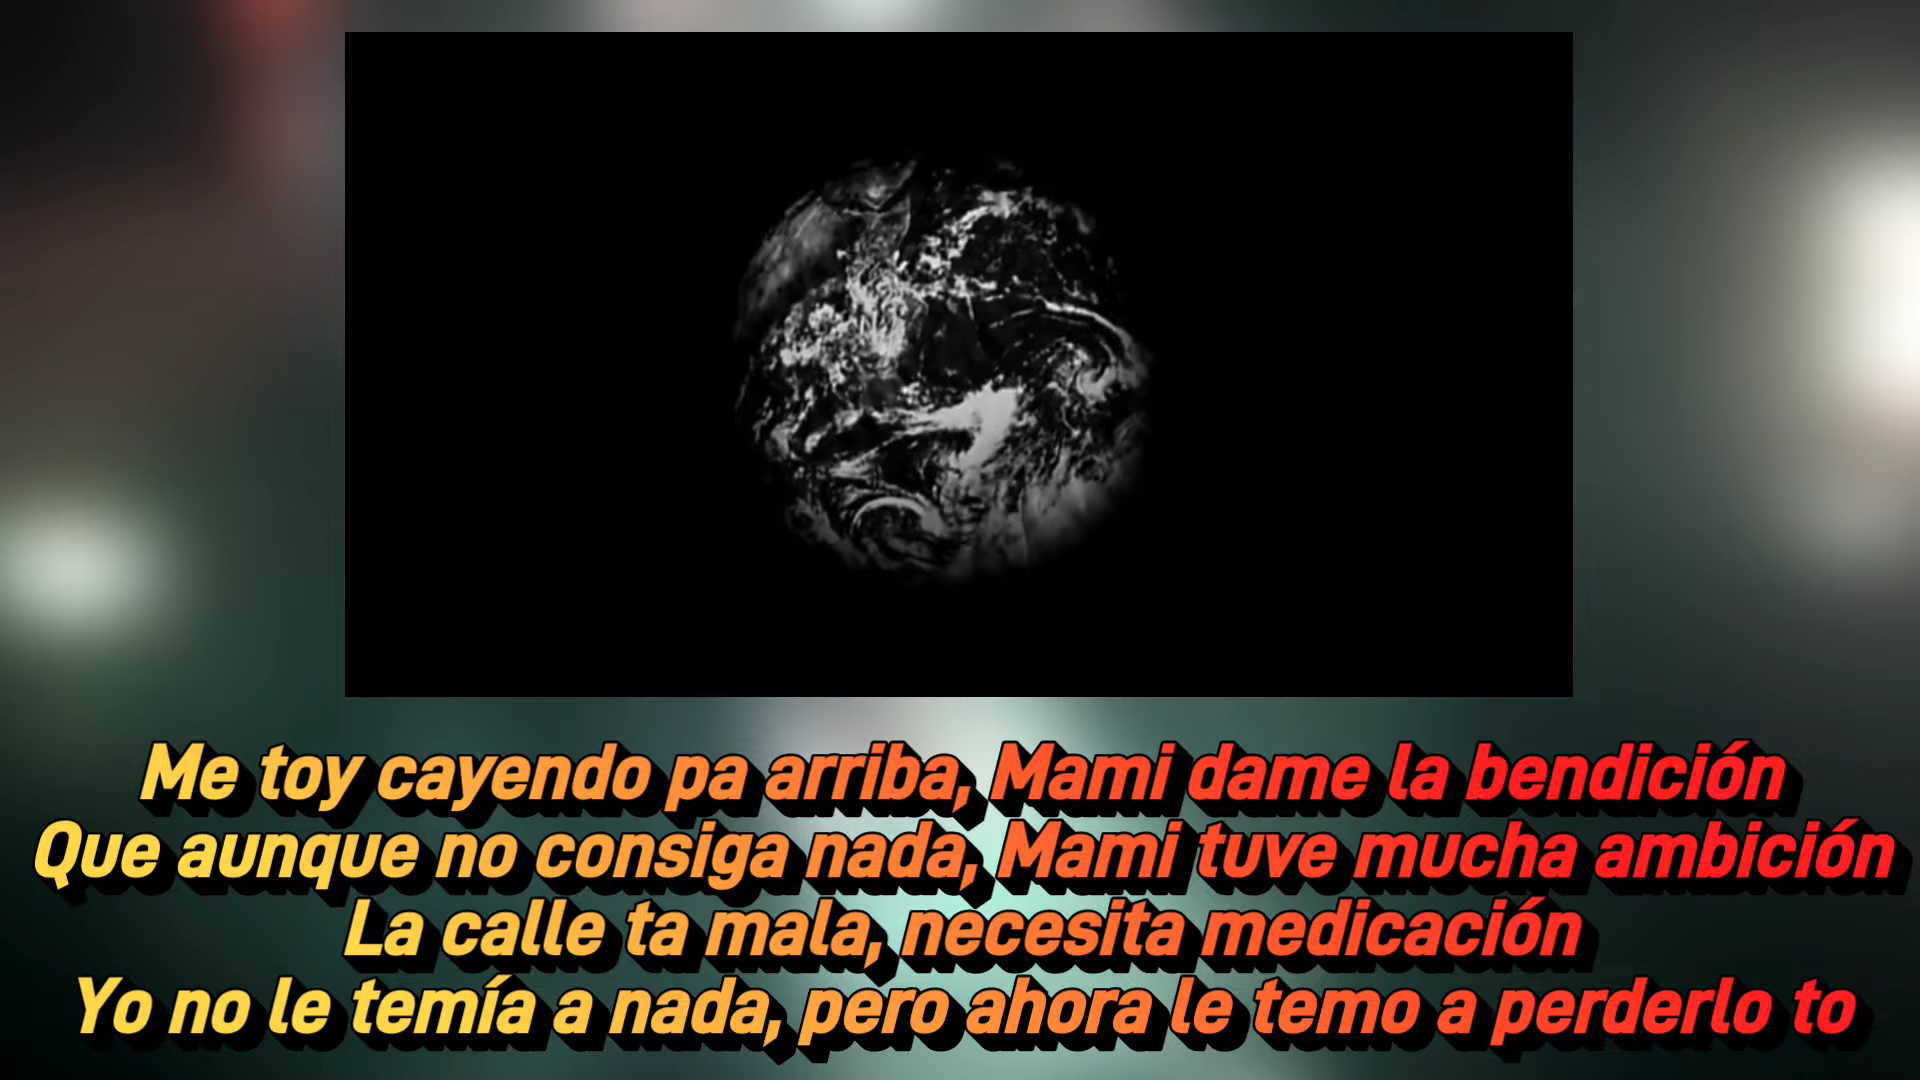 Me toy cayendo pa arriba, Mami dame la bendición
Que aunque no consiga nada, Mami tuve mucha ambición
La calle ta mala, necesita medicación
Yo no le temía a nada, pero ahora le temo a perderlo to